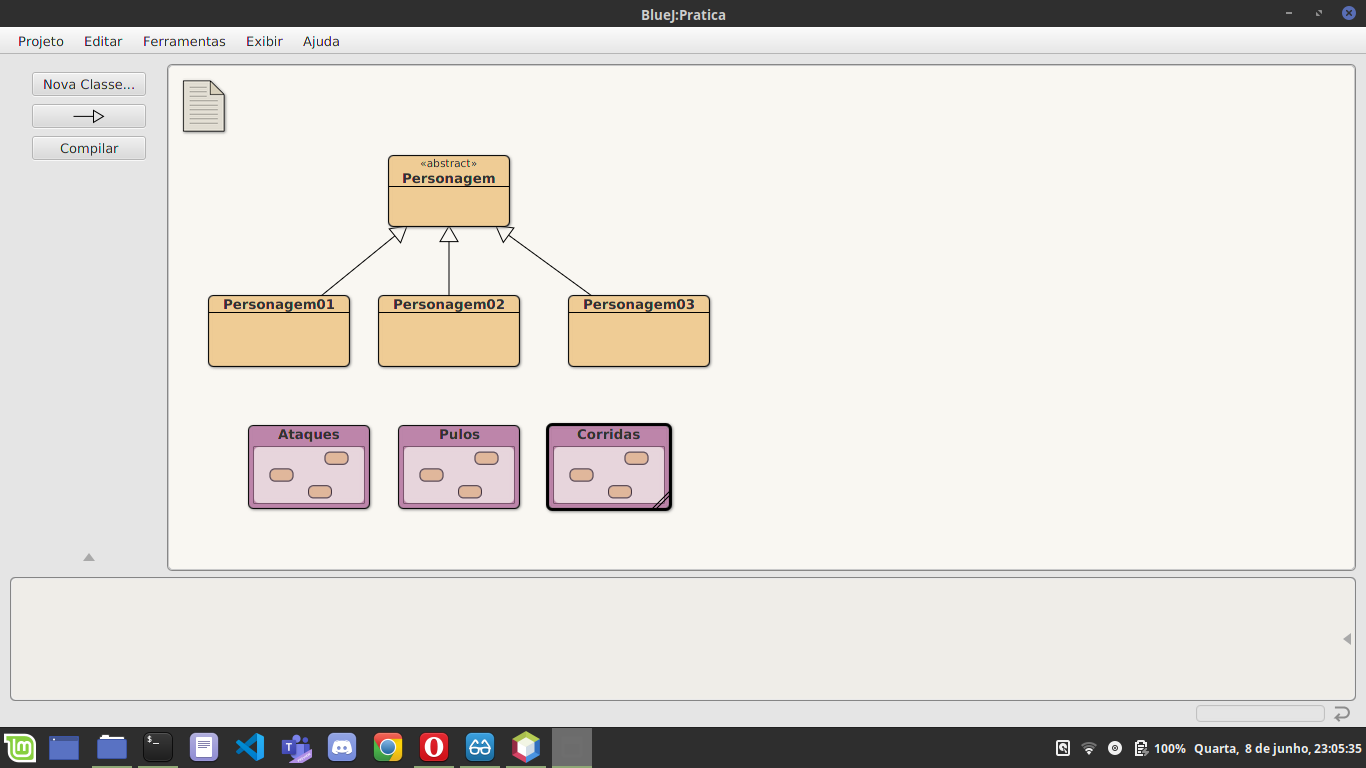 BlueJ:Pratica
Projeto Editar Ferramentas Exibir Ajuda
Nova Classe...
Compilar
«abstract»
Personagem
Personagem01 Personagem02 Personagem03
Ataques Pulos Corridas
$_
100% Quarta, 8 de junho, 23:05:35